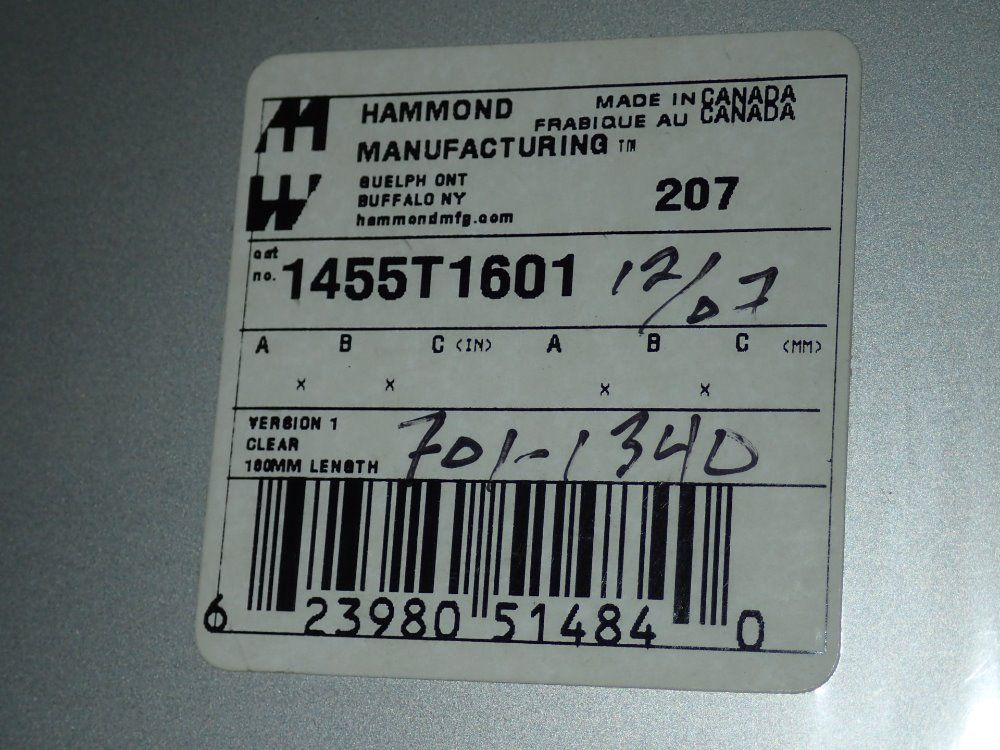 HAMMOND
MANUFACTURING ™
MADE IN CANADA
FRABIQUE AU CANADA
GUELPH ONT
BUFFALO NY
hammondmfg.com
207
cat
no. 1455T1601 12/07
A B C (IN) A B C (MM)
x x x x
VERSION 1
CLEAR
160MM LENGTH
701-1340
6 23980 51484 0